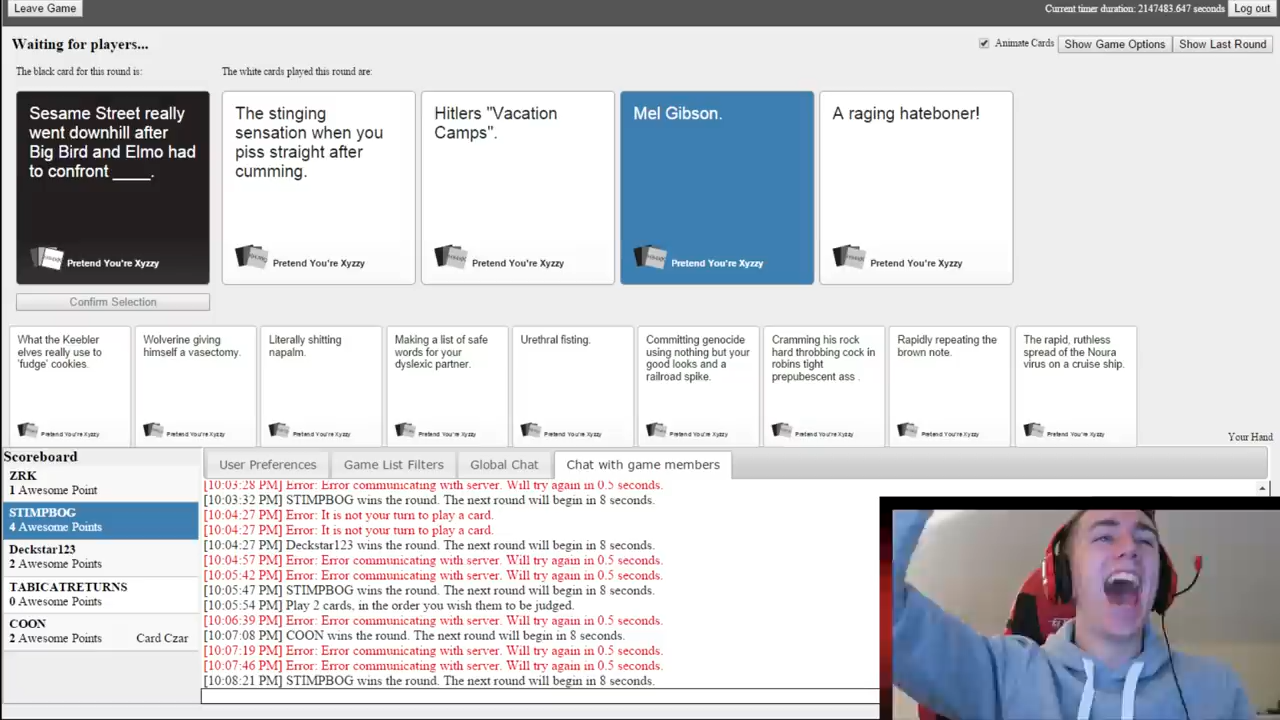 Leave Game
Current timer duration: 2147483.647 seconds
Log out
Waiting for players...
Animate Cards
Show Game Options
Show Last Round
The black card for this round is:
The white cards played this round are:
Sesame Street really
went downhill after
Big Bird and Elmo had
to confront ____.
Pretend You're Xyzzy
The stinging
sensation when you
piss straight after
cumming.
Pretend You're Xyzzy
Hitlers "Vacation
Camps".
Pretend You're Xyzzy
Mel Gibson.
Pretend You're Xyzzy
A raging hateboner!
Pretend You're Xyzzy
Confirm Selection
What the Keebler
elves really use to
'fudge' cookies.
Pretend You're Xyzzy
Wolverine giving
himself a vasectomy.
Pretend You're Xyzzy
Literally shitting
napalm.
Pretend You're Xyzzy
Making a list of safe
words for your
dyslexic partner.
Pretend You're Xyzzy
Urethral fisting.
Pretend You're Xyzzy
Committing genocide
using nothing but your
good looks and a
railroad spike.
Pretend You're Xyzzy
Cramming his rock
hard throbbing cock in
robins tight
prepubescent ass .
Pretend You're Xyzzy
Rapidly repeating the
brown note.
Pretend You're Xyzzy
The rapid, ruthless
spread of the Noura
virus on a cruise ship.
Pretend You're Xyzzy
Your Hand
Scoreboard
ZRK
1 Awesome Point
STIMPBOG
4 Awesome Points
Deckstar123
2 Awesome Points
TABICATRETURNS
0 Awesome Points
COON
2 Awesome Points Card Czar
User Preferences
Game List Filters
Global Chat
Chat with game members
[10:03:28 PM] Error: Error communicating with server. Will try again in 0.5 seconds.
[10:03:32 PM] STIMPBOG wins the round. The next round will begin in 8 seconds.
[10:04:27 PM] Error: It is not your turn to play a card.
[10:04:27 PM] Error: It is not your turn to play a card.
[10:04:27 PM] Deckstar123 wins the round. The next round will begin in 8 seconds.
[10:04:57 PM] Error: Error communicating with server. Will try again in 0.5 seconds.
[10:05:42 PM] Error: Error communicating with server. Will try again in 0.5 seconds.
[10:05:47 PM] STIMPBOG wins the round. The next round will begin in 8 seconds.
[10:05:54 PM] Play 2 cards, in the order you wish them to be judged.
[10:06:39 PM] Error: Error communicating with server. Will try again in 0.5 seconds.
[10:07:08 PM] COON wins the round. The next round will begin in 8 seconds.
[10:07:19 PM] Error: Error communicating with server. Will try again in 0.5 seconds.
[10:07:46 PM] Error: Error communicating with server. Will try again in 0.5 seconds.
[10:08:21 PM] STIMPBOG wins the round. The next round will begin in 8 seconds.